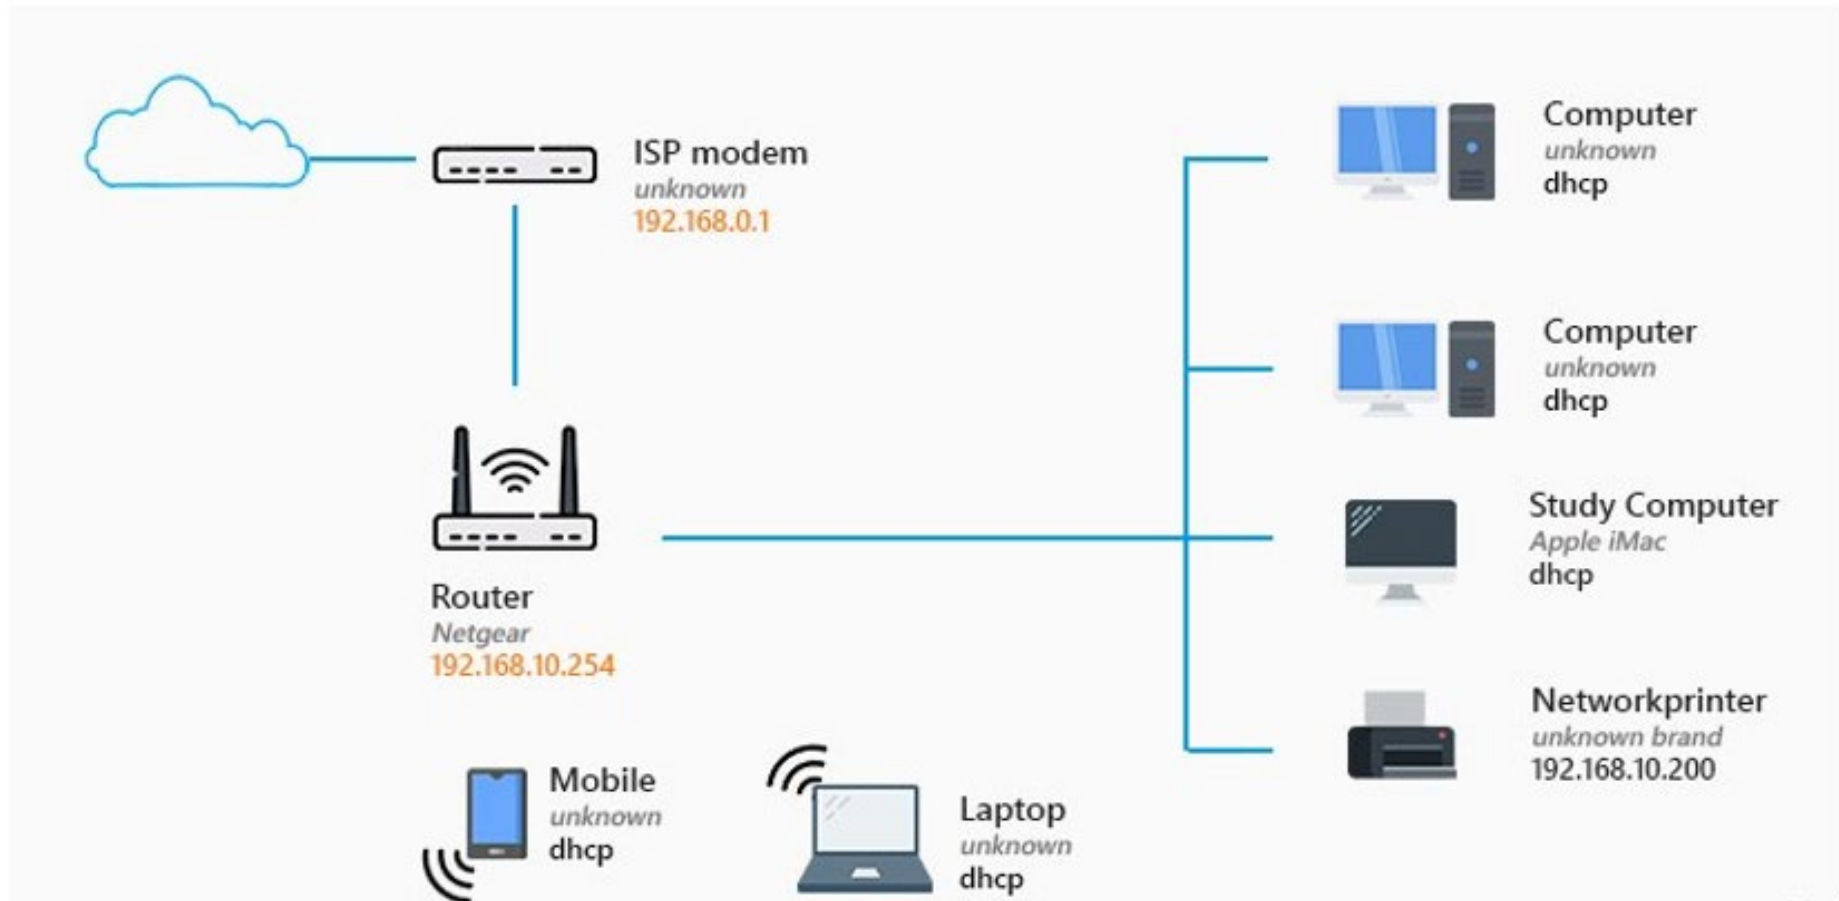 ISP modem
unknown
192.168.0.1
Computer
unknown
dhcp
Computer
unknown
dhcp
Study Computer
Apple iMac
dhcp
Router
Netgear
192.168.10.254
Networkprinter
unknown brand
192.168.10.200
Mobile
unknown
dhcp
Laptop
unknown
dhcp